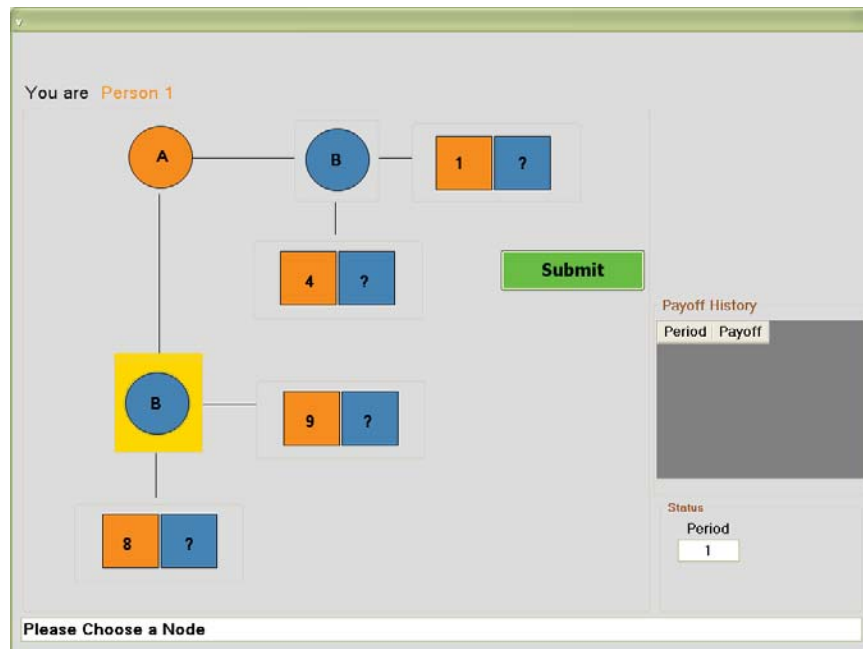 v
You are Person 1
A
B
1 ?
4 ?
Submit
Payoff History
Period Payoff
B
9 ?
8 ?
Status
Period
1
Please Choose a Node